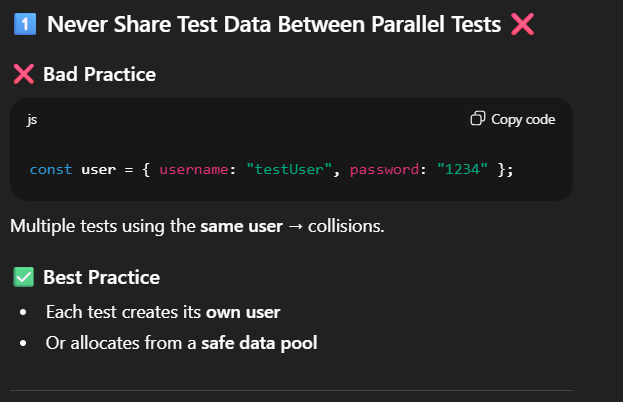 1️⃣ Never Share Test Data Between Parallel Tests ❌
❌ Bad Practice
js
Copy code
const user = { username: "testUser", password: "1234" };
Multiple tests using the same user → collisions.
✅ Best Practice
• Each test creates its own user
• Or allocates from a safe data pool